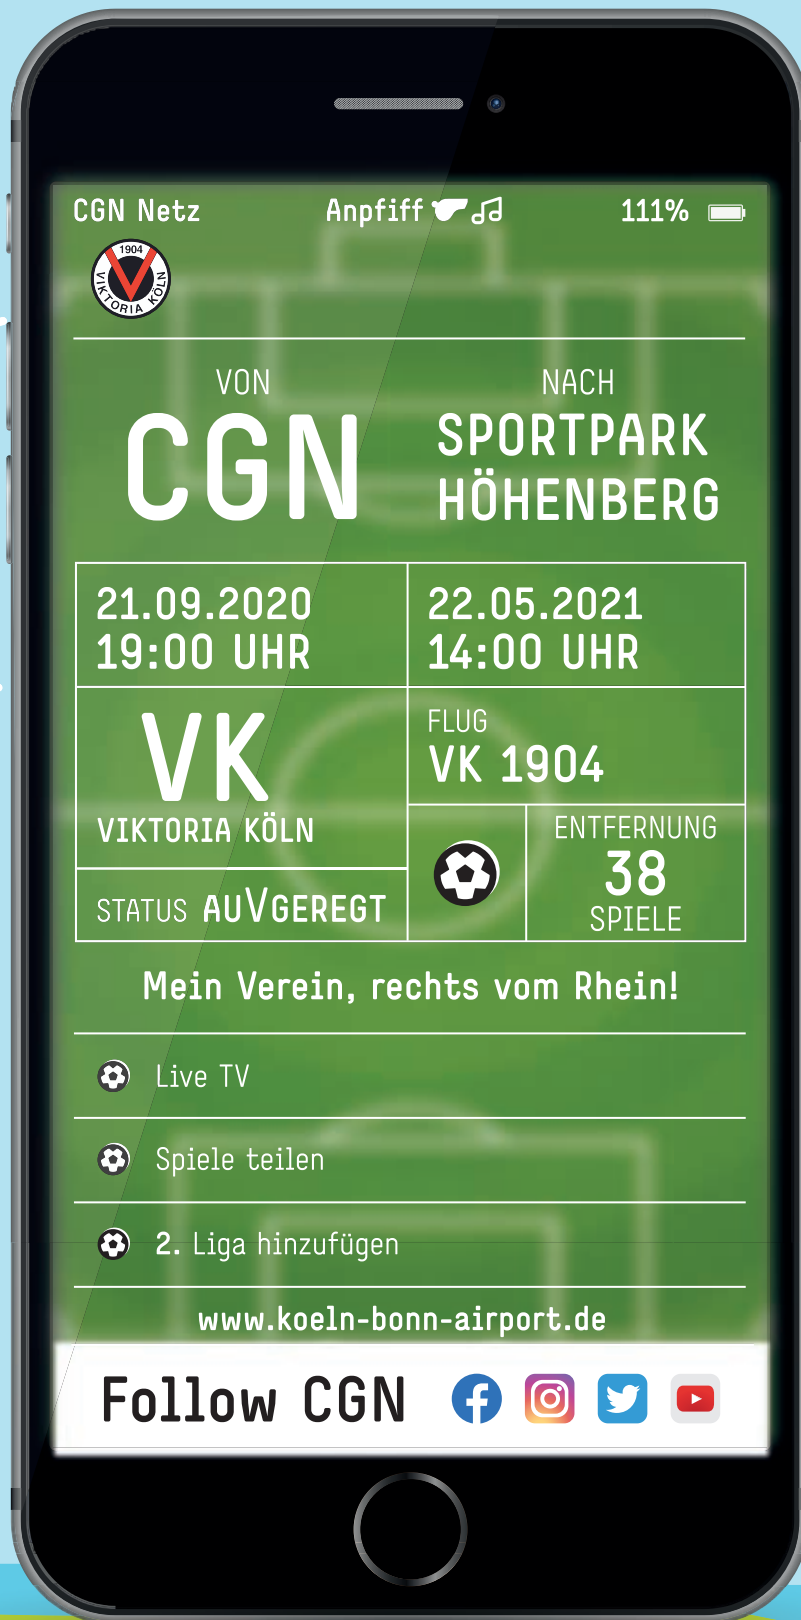 CGN Netz Anpfiff 111%
1904
VIKTORIA KÖLN
VON
CGN
NACH
SPORTPARK
HÖHENBERG
21.09.2020
19:00 UHR
22.05.2021
14:00 UHR
VK
VIKTORIA KÖLN
STATUS AUVGEREGT
FLUG
VK 1904
ENTFERNUNG
38
SPIELE
Mein Verein, rechts vom Rhein!
Live TV
Spiele teilen
2. Liga hinzufügen
www.koeln-bonn-airport.de
Follow CGN